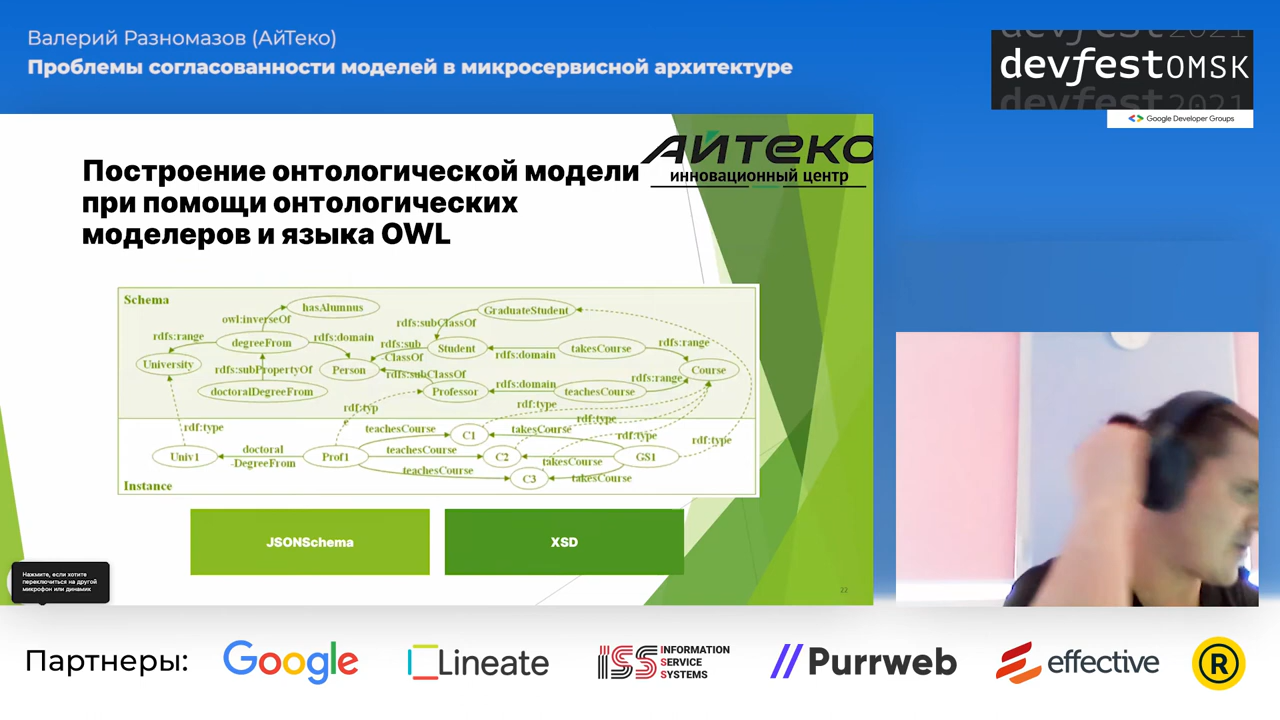 Валерий Разномазов (АйТеко)
Проблемы согласованности моделей в микросервисной архитектуре
devfest 2021
devfestOMSK
devfest 2021
Google Developer Groups
АЙТЕКО
инновационный центр
Построение онтологической модели
при помощи онтологических
моделеров и языка OWL
Schema
hasAlumnus
GraduateStudent
owl:inverseOf
rdfs:subClassOf
rdfs:range
degreeFrom
rdfs:domain
rdfs:sub
-ClassOf
Student
rdfs:domain
takesCourse
rdfs:range
University
rdfs:subPropertyOf
Person
rdfs:subClassOf
Course
doctoralDegreeFrom
Professor
rdfs:domain
teachesCourse
rdfs:range
rdf:typ
e
rdf:type
rdf:type
rdf:type
teachesCourse
C1
takesCourse
rdf:type
rdf:type
Univ1
doctoral
-DegreeFrom
Prof1
teachesCourse
C2
takesCourse
GS1
teachesCourse
C3
takesCourse
Instance
JSONSchema
XSD
Нажмите, если хотите
переключиться на другой
микрофон или динамик
22
Партнеры:
Google
Lineate
ISS INFORMATION
SERVICE
SYSTEMS
Purrweb
effective
R